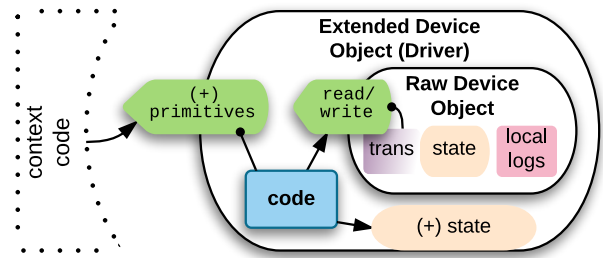 Extended Device
Object (Driver)
Raw Device
Object
context
code
(+)
primitives
read/
write
trans
state
local
logs
code
(+) state